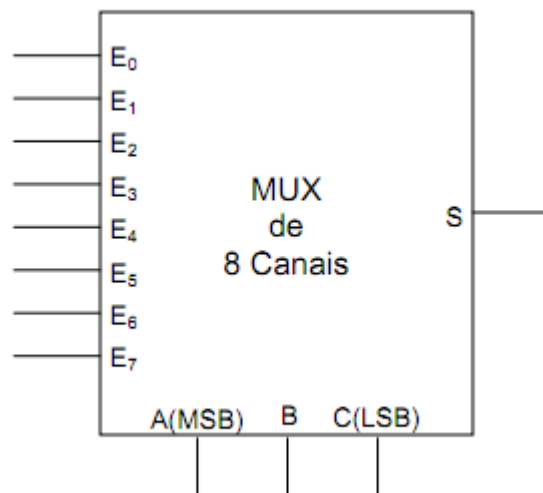 E₀
E₁
E₂
E₃
E₄
E₅
E₆
E₇
MUX
de
8 Canais
S
A(MSB) B C(LSB)